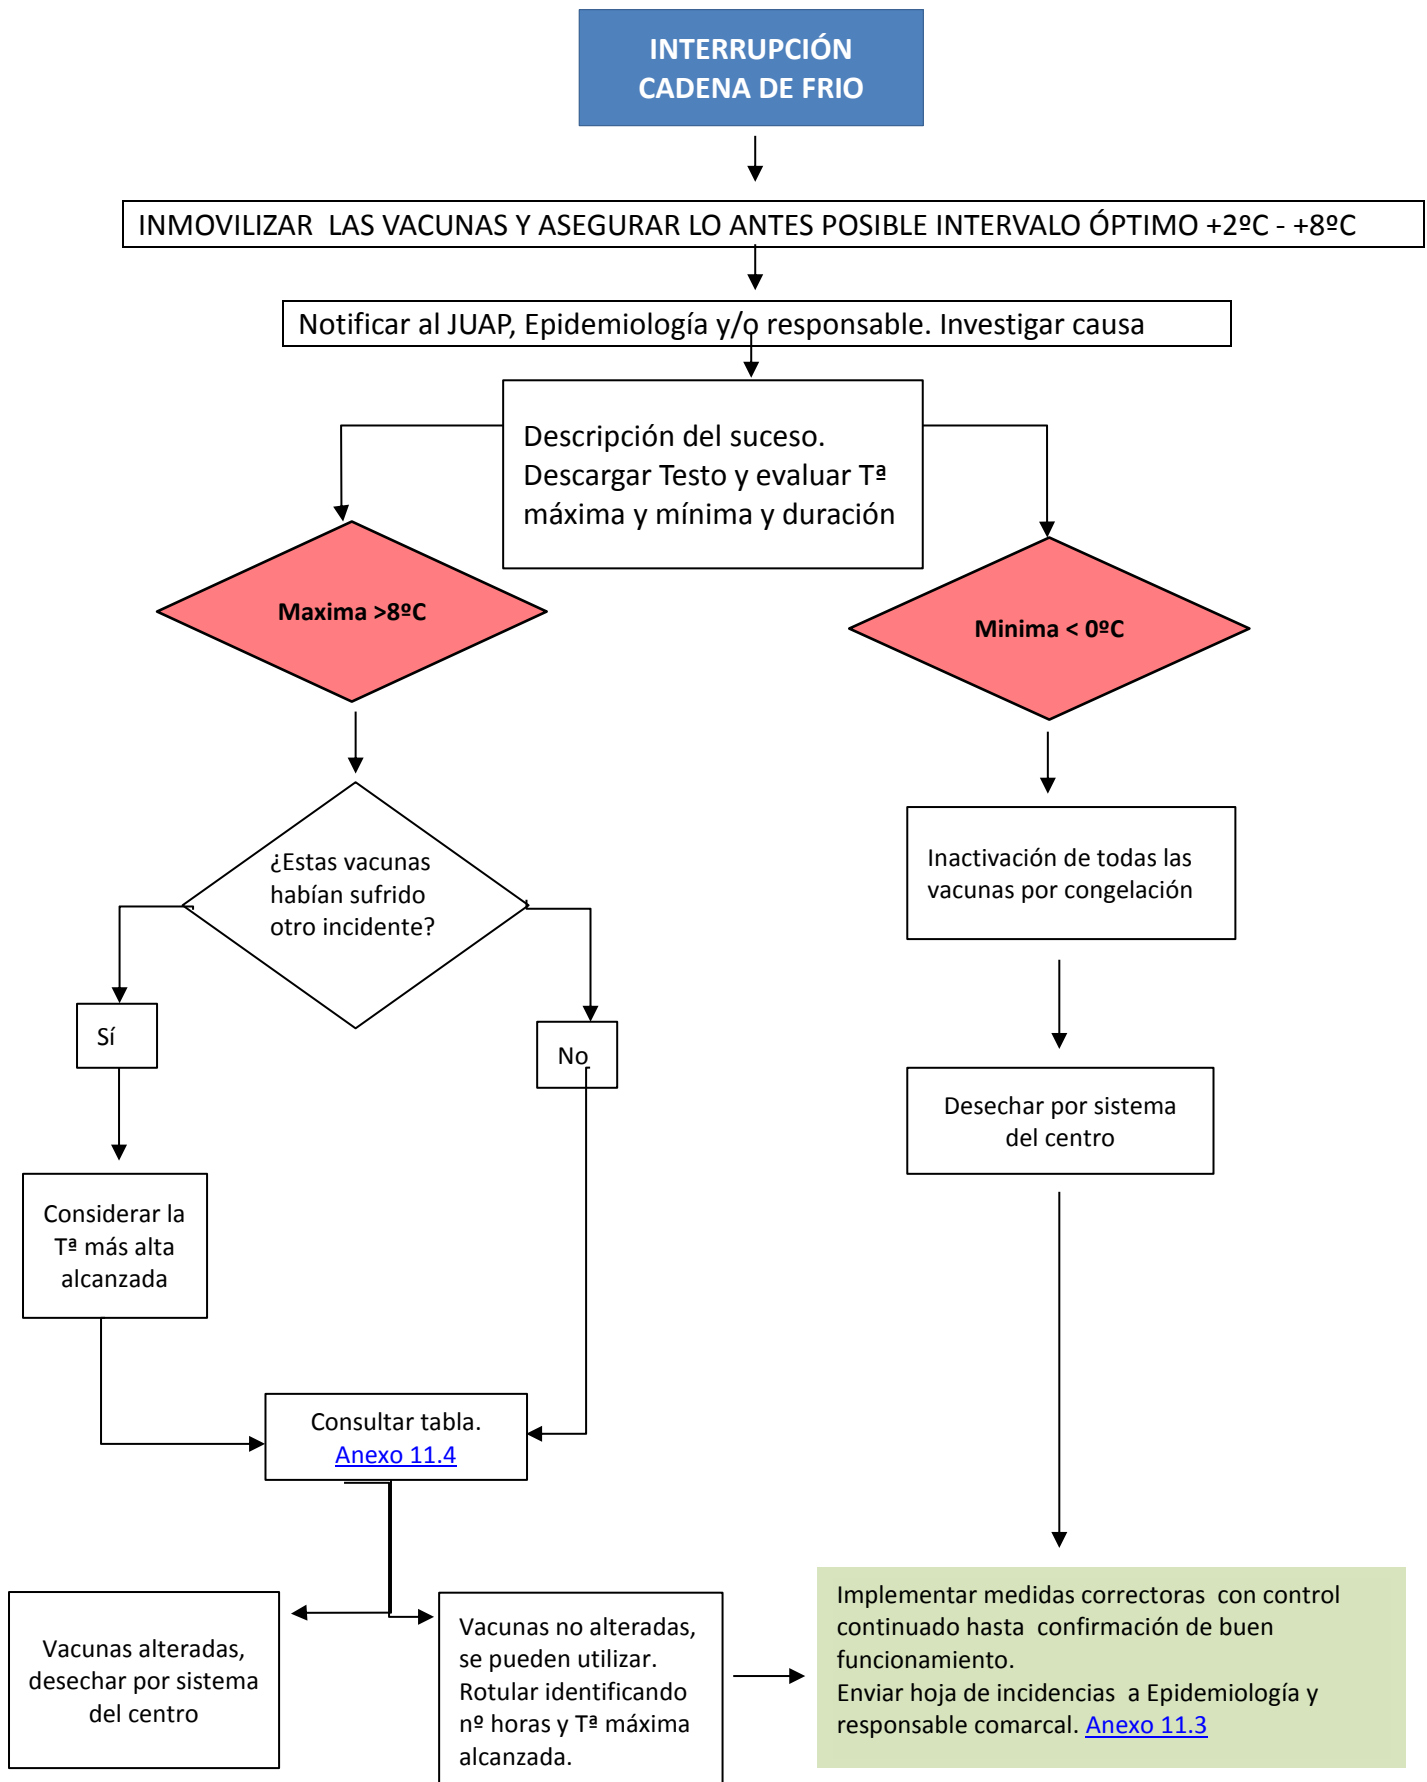 INTERRUPCIÓN
CADENA DE FRIO
INMOVILIZAR LAS VACUNAS Y ASEGURAR LO ANTES POSIBLE INTERVALO ÓPTIMO +2ºC - +8ºC
Notificar al JUAP, Epidemiología y/o responsable. Investigar causa
Descripción del suceso.
Descargar Testo y evaluar Tª
máxima y mínima y duración
Maxima >8ºC
Minima < 0ºC
¿Estas vacunas
habían sufrido
otro incidente?
Inactivación de todas las
vacunas por congelación
Sí
No
Desechar por sistema
del centro
Considerar la
Tª más alta
alcanzada
Consultar tabla.
Anexo 11.4
Vacunas alteradas,
desechar por sistema
del centro
Vacunas no alteradas,
se pueden utilizar.
Rotular identificando
nº horas y Tª máxima
alcanzada.
Implementar medidas correctoras con control
continuado hasta confirmación de buen
funcionamiento.
Enviar hoja de incidencias a Epidemiología y
responsable comarcal. Anexo 11.3